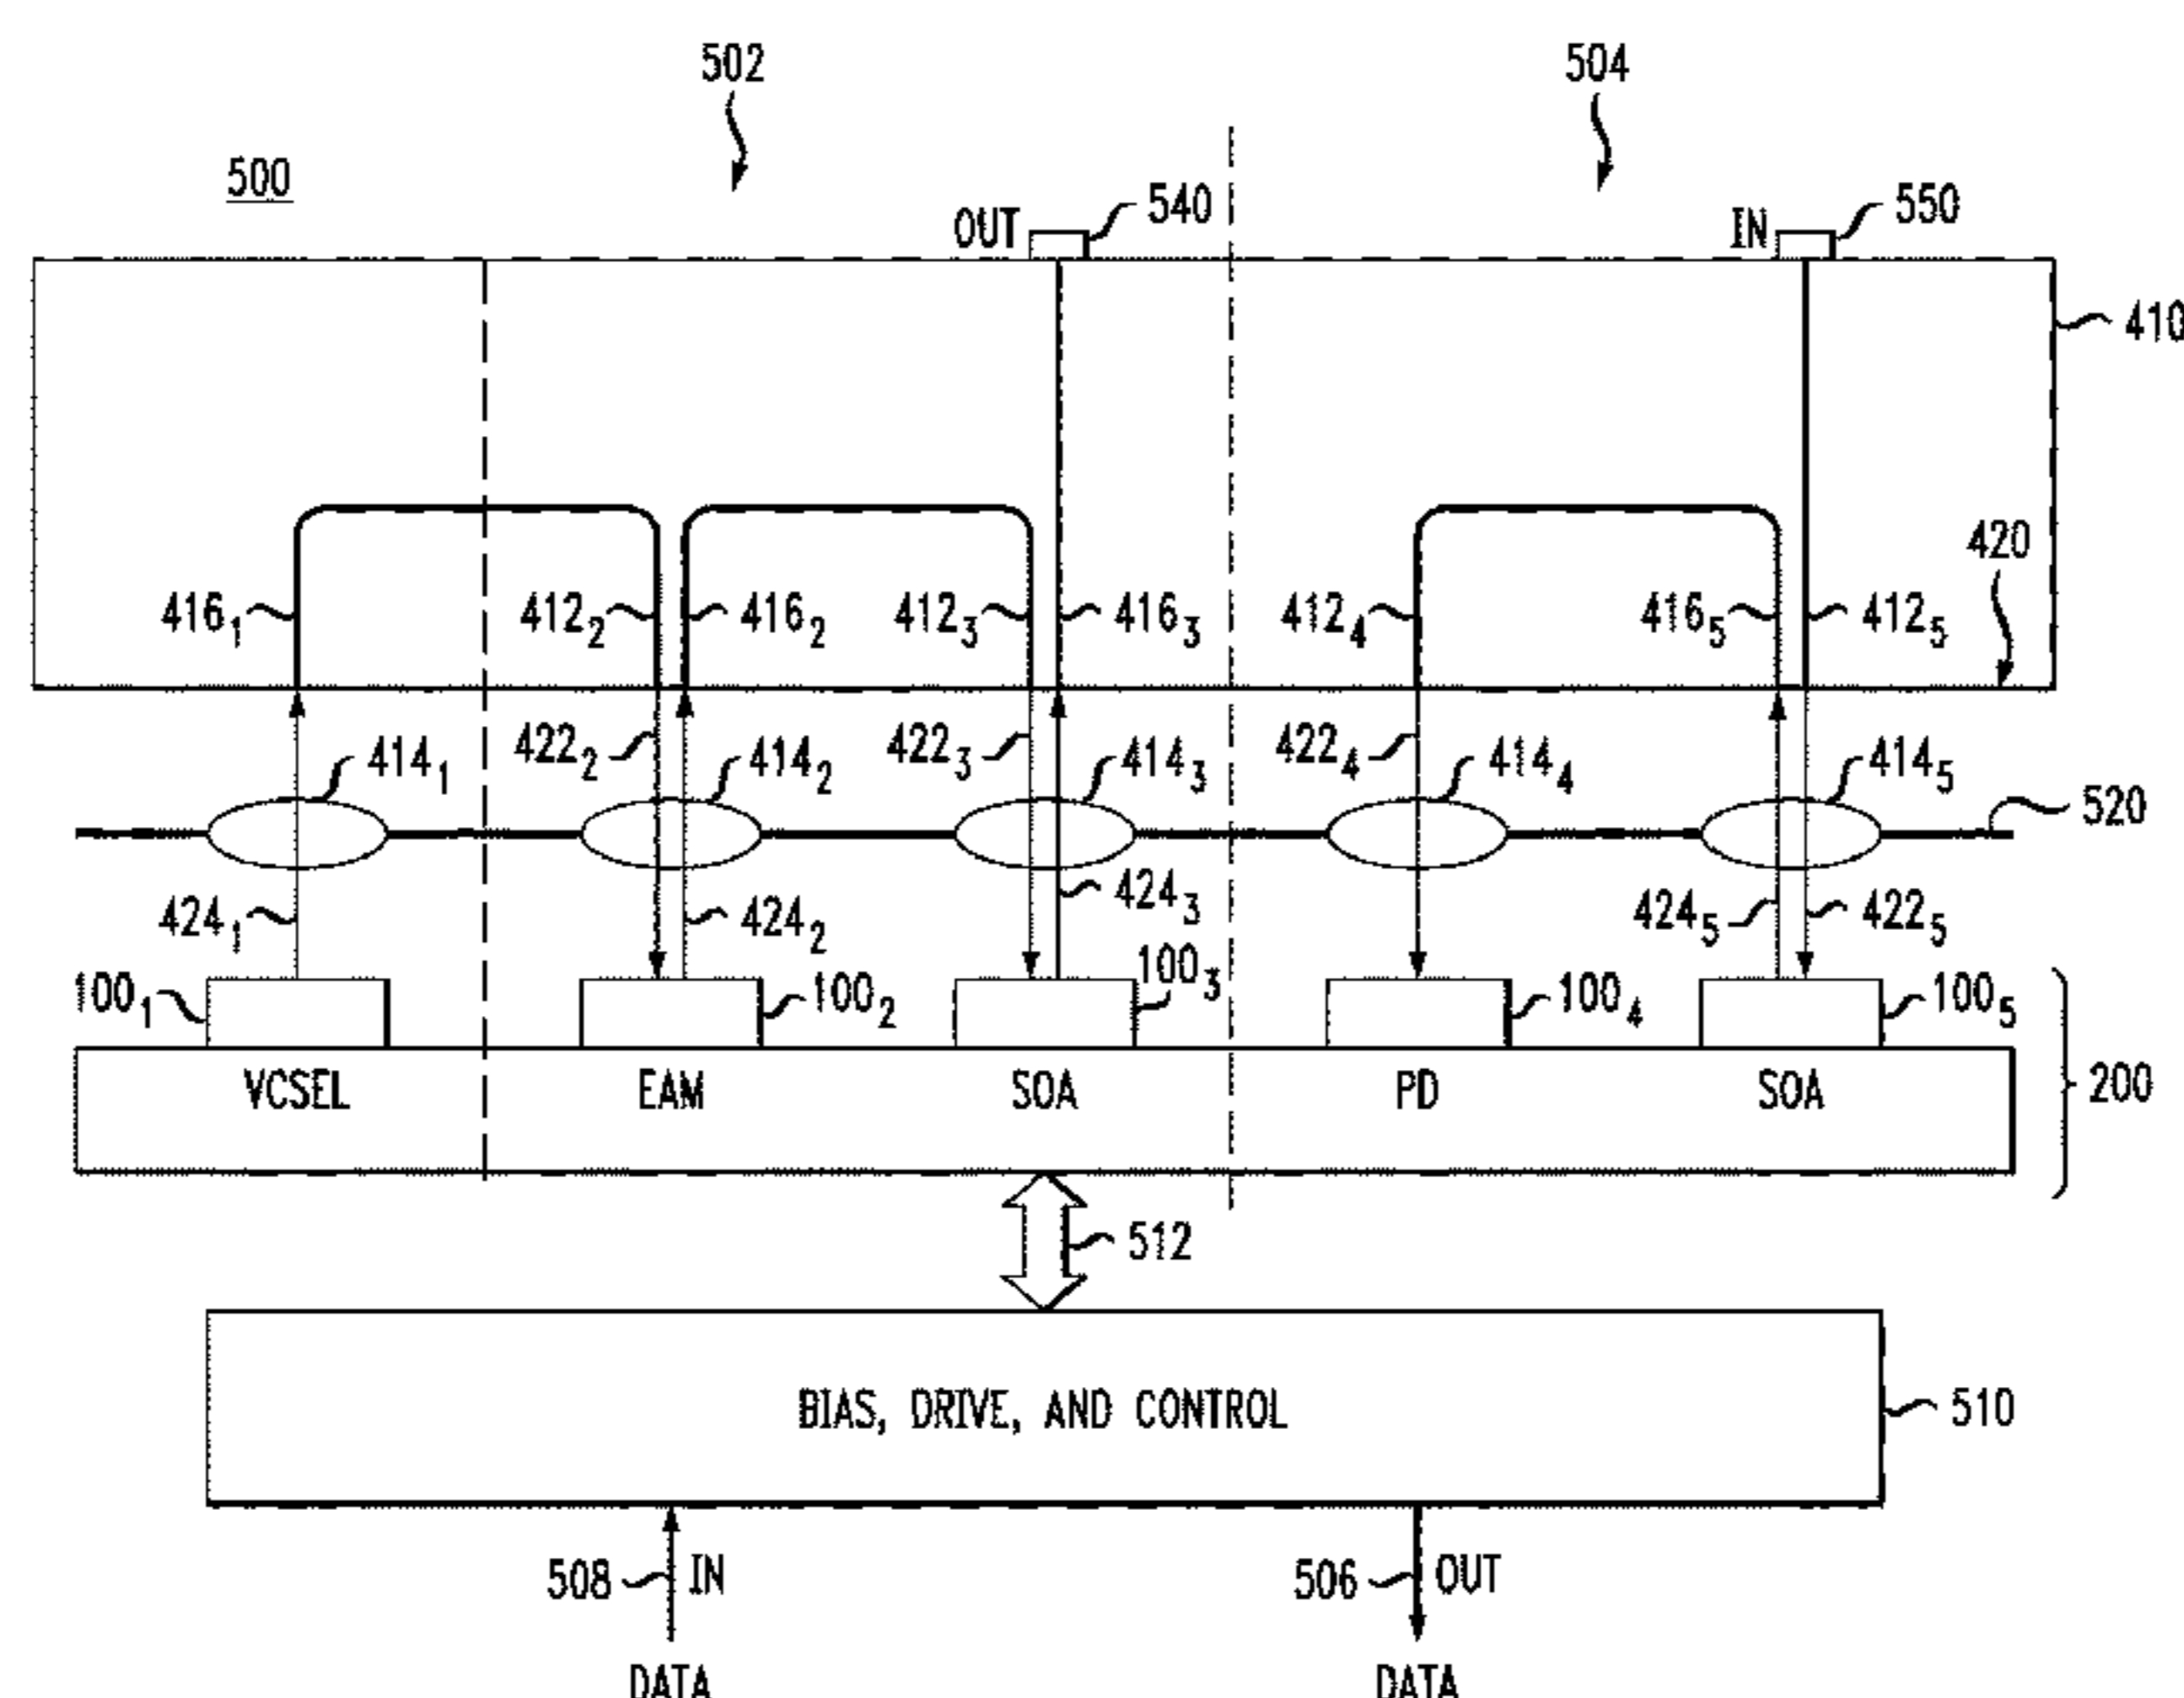 502 504
500
OUT 540 IN 550
410
420
416₁ 412₂ 416₂ 412₃ 416₃ 412₄ 416₅ 412₅
414₁ 422₂ 414₂ 422₃ 414₃ 422₄ 414₄ 414₅
520
424₁ 424₂ 424₃ 424₅ 422₅
100₁ 100₂ 100₃ 100₄ 100₅
VCSEL EAM SOA PD SOA 200
512
BIAS, DRIVE, AND CONTROL 510
508 IN 506 OUT
DATA DATA